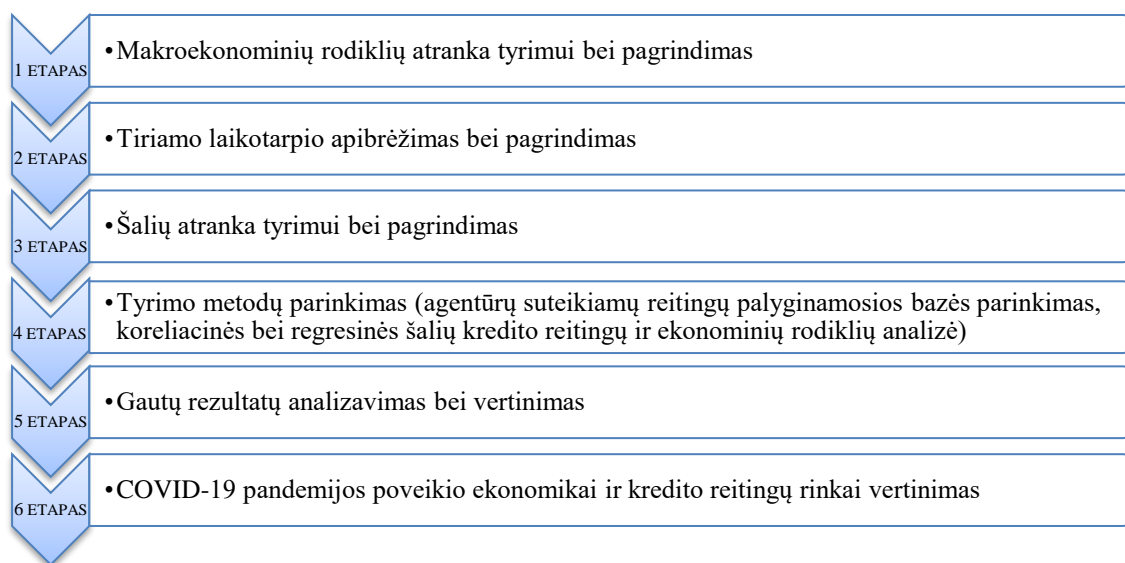 1 ETAPAS
•Makroekonominių rodiklių atranka tyrimui bei pagrindimas
2 ETAPAS
•Tiriamo laikotarpio apibrėžimas bei pagrindimas
3 ETAPAS
•Šalių atranka tyrimui bei pagrindimas
4 ETAPAS
•Tyrimo metodų parinkimas (agentūrų suteikiamų reitingų palyginamosios bazės parinkimas,
koreliacinės bei regresinės šalių kredito reitingų ir ekonominių rodiklių analizė)
5 ETAPAS
•Gautų rezultatų analizavimas bei vertinimas
6 ETAPAS
•COVID-19 pandemijos poveikio ekonomikai ir kredito reitingų rinkai vertinimas